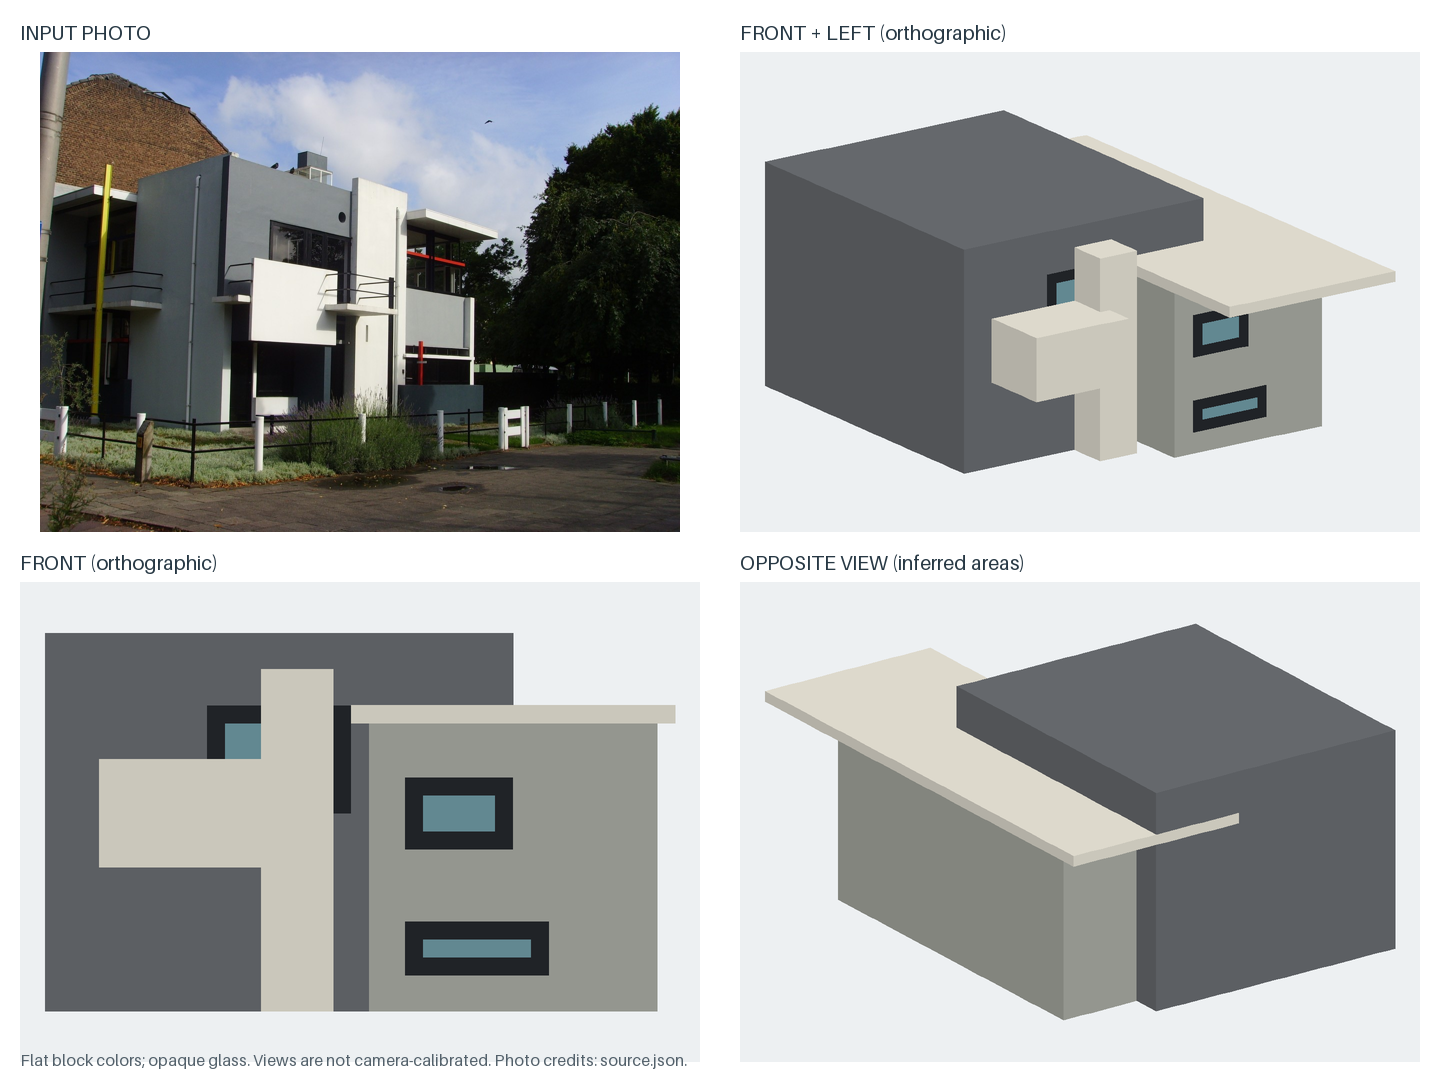 INPUT PHOTO
FRONT + LEFT (orthographic)
FRONT (orthographic)
OPPOSITE VIEW (inferred areas)
Flat block colors; opaque glass. Views are not camera-calibrated. Photo credits: source.json.